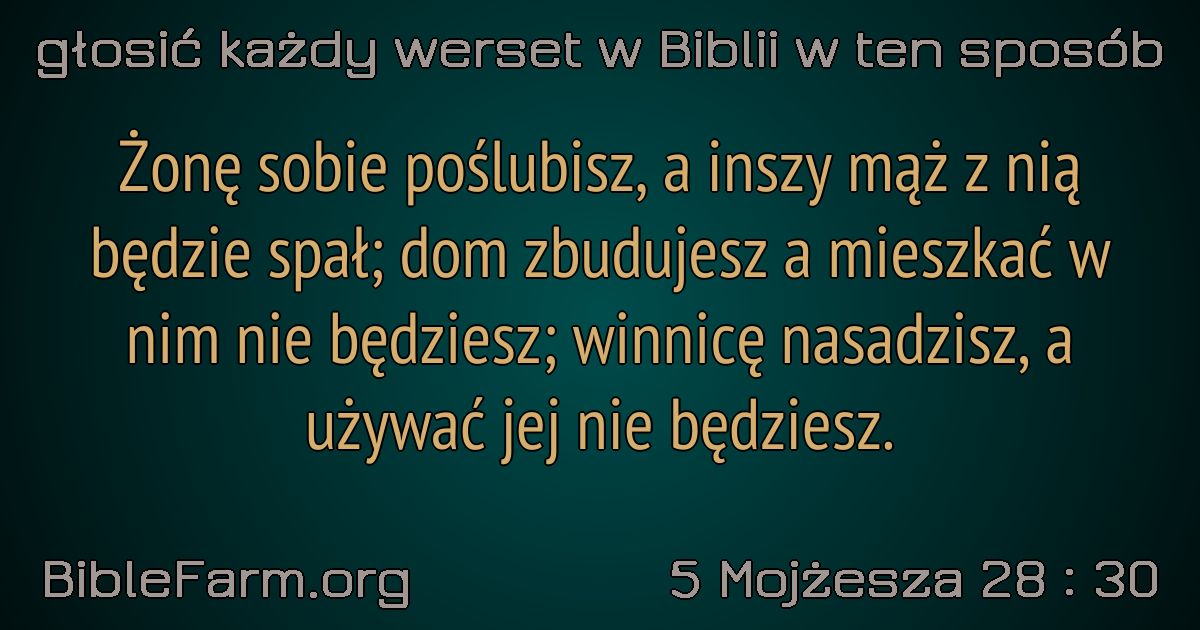 głosić każdy werset w Biblii w ten sposób
Żonę sobie poślubisz, a inszy mąż z nią
będzie spał; dom zbudujesz a mieszkać w
nim nie będziesz; winnicę nasadzisz, a
używać jej nie będziesz.
BibleFarm.org
5 Mojżesza 28 : 30